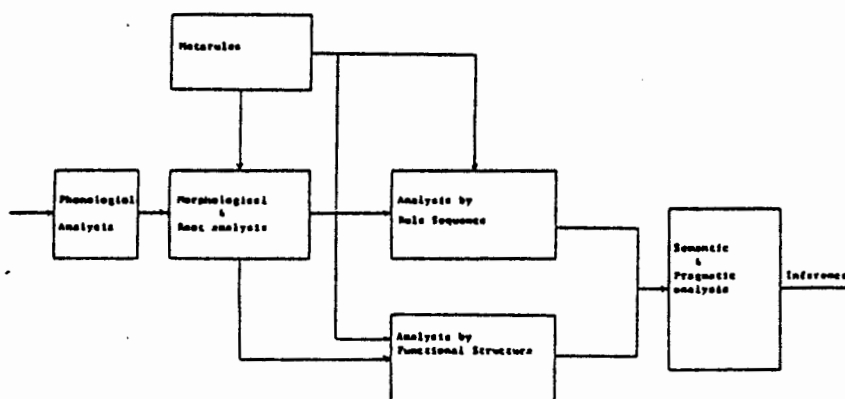 Metarules
Phonologial
Analysis
Morphological
&
Root analysis
Analysis by
Rule Sequence
Analysis by
Functional Structure
Semantic
&
Pragmatic
analysis
Inference